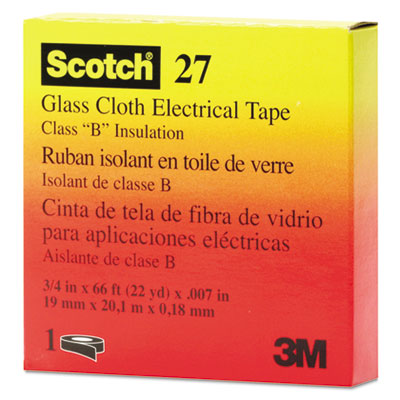 Scotch® 27
Glass Cloth Electrical Tape
Class “B” Insulation
Ruban isolant en toile de verre
Isolant de classe B
Cinta de tela de fibra de vidrio
para aplicaciones eléctricas
Aislante de clase B
3/4 in x 66 ft (22 yd) x .007 in
19 mm x 20,1 m x 0,18 mm
1
3M